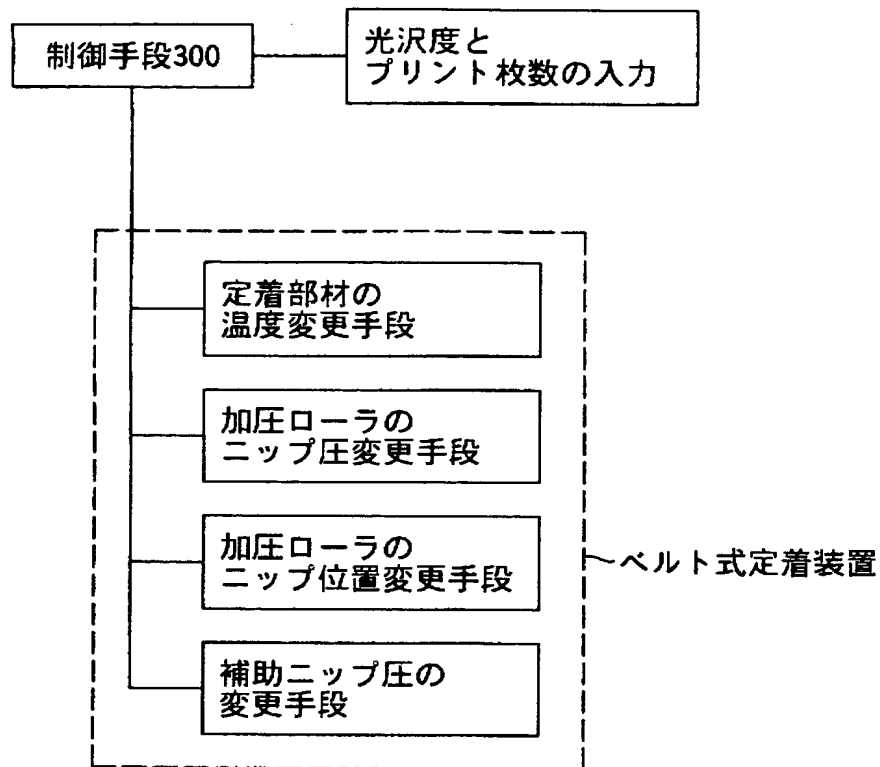 制御手段300
光沢度と
プリント枚数の入力
定着部材の
温度変更手段
加圧ローラの
ニップ圧変更手段
加圧ローラの
ニップ位置変更手段
ベルト式定着装置
補助ニップ圧の
変更手段